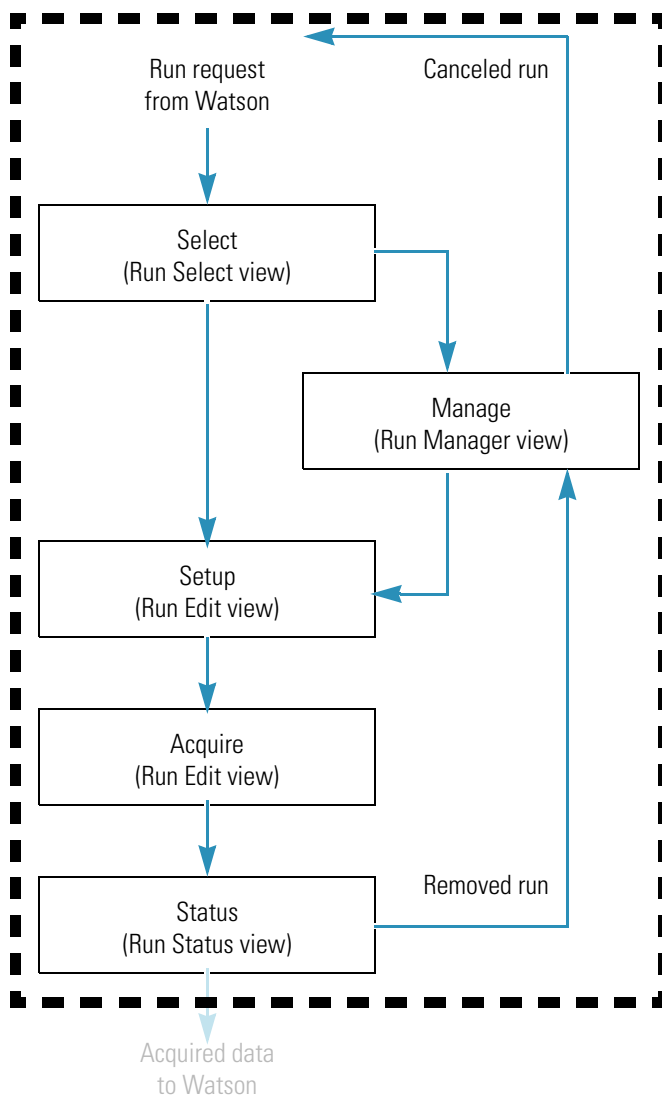 Run request
from Watson
Canceled run
Select
(Run Select view)
Manage
(Run Manager view)
Setup
(Run Edit view)
Acquire
(Run Edit view)
Removed run
Status
(Run Status view)
Acquired data
to Watson